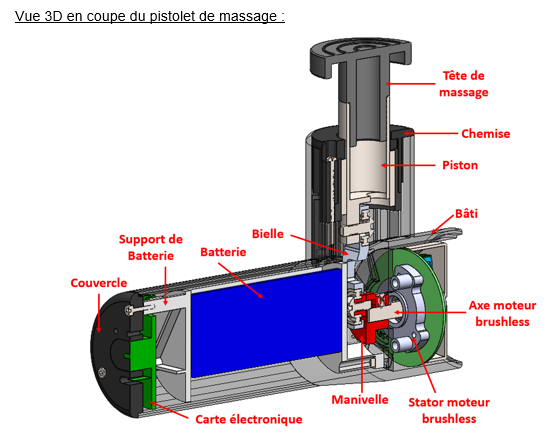 Vue 3D en coupe du pistolet de massage :
Tête de
massage
Chemise
Piston
Bâti
Bielle
Support de
Batterie
Batterie
Couvercle
Axe moteur
brushless
Manivelle
Stator moteur
brushless
Carte électronique